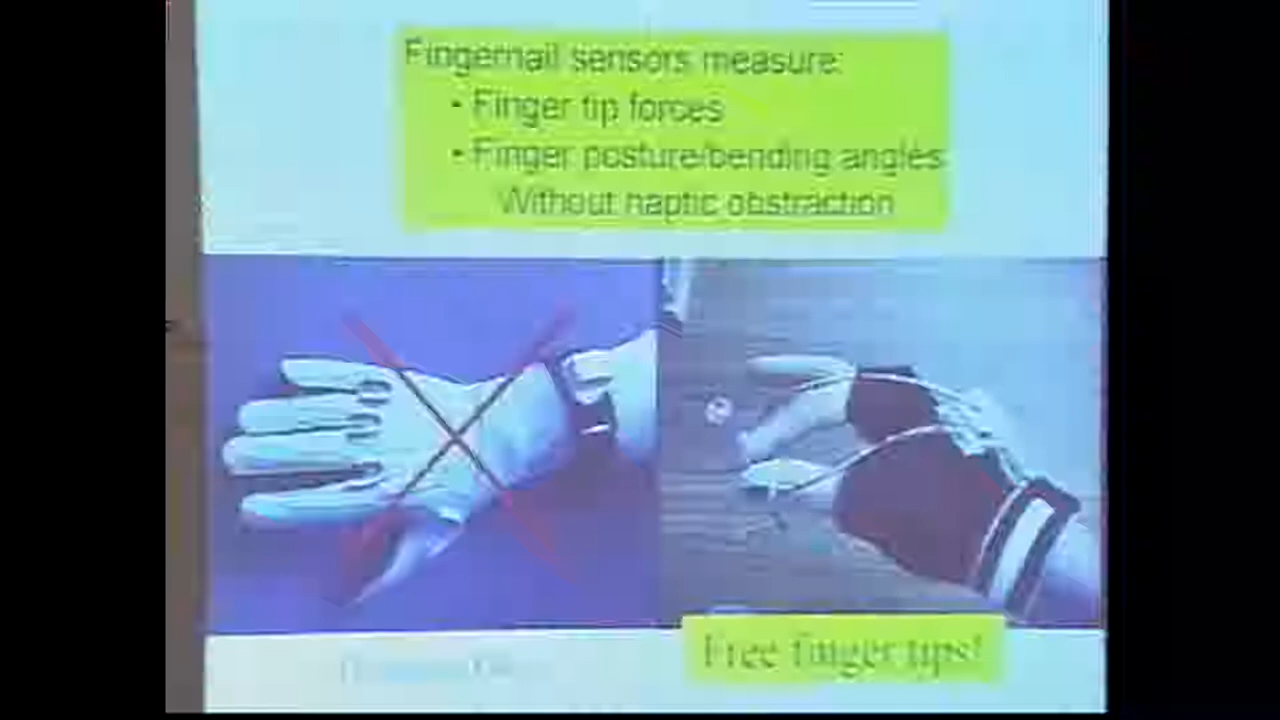 Fingernail sensors measure:
• Finger tip forces
• Finger posture/bending angles
Without haptic obstraction
Free finger tips!